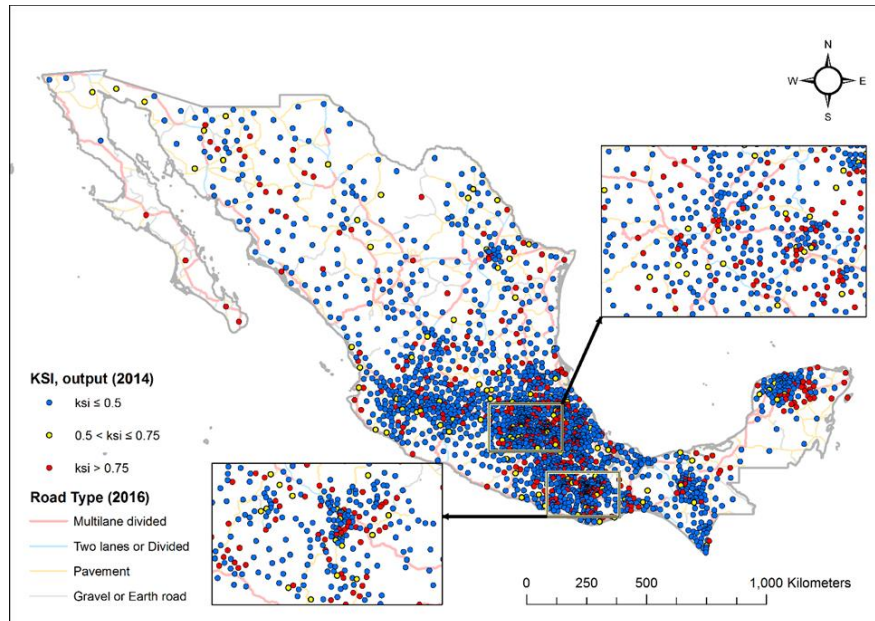 N
W E
S
KSI, output (2014)
ksi ≤ 0.5
0.5 < ksi ≤ 0.75
ksi > 0.75
Road Type (2016)
Multilane divided
Two lanes or Divided
Pavement
Gravel or Earth road
0 250 500 1,000 Kilometers